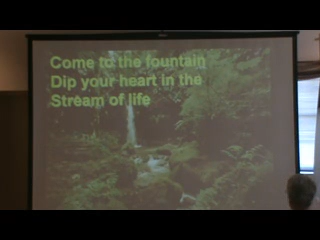 Come to the fountain
Dip your heart in the
Stream of life